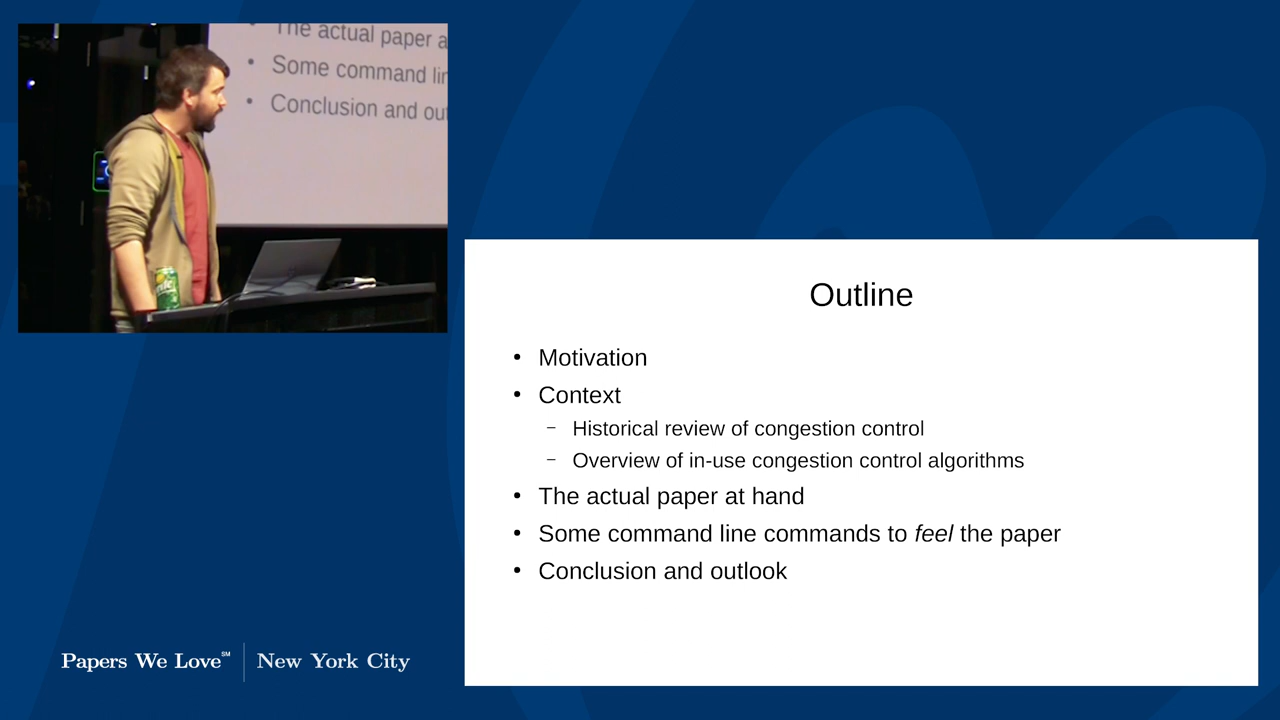 The actual paper a
• Some command lin
• Conclusion and out
Outline
• Motivation
• Context
– Historical review of congestion control
– Overview of in-use congestion control algorithms
• The actual paper at hand
• Some command line commands to feel the paper
• Conclusion and outlook
Papers We Love℠ | New York City